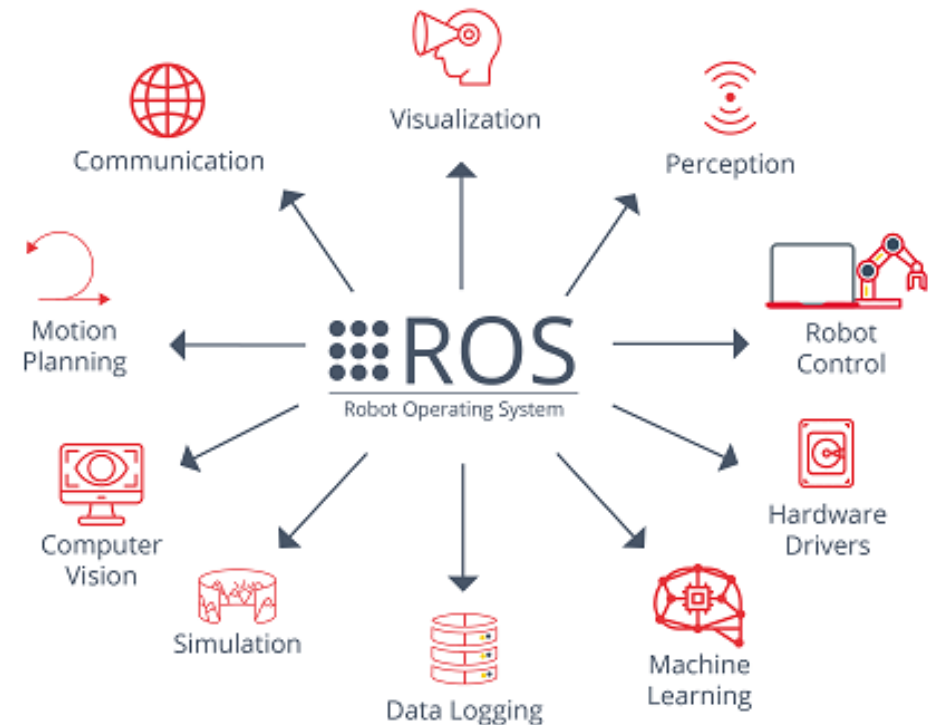 Visualization
Communication
Perception
Motion
Planning
ROS
Robot Operating System
Robot
Control
Computer
Vision
Hardware
Drivers
Simulation
Machine
Learning
Data Logging